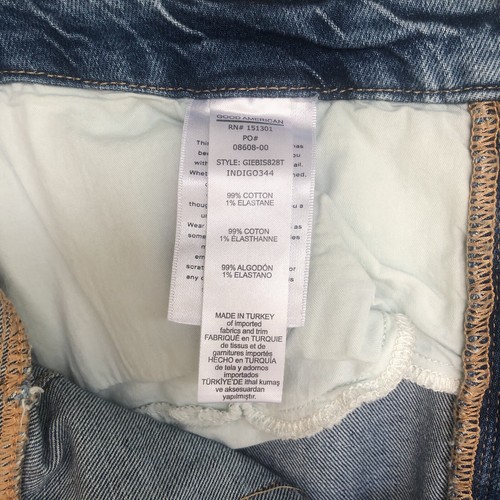 GOOD AMERICAN
RN# 151301
PO#
08608-00
STYLE: GIEBIS828T
INDIGO344
99% COTTON
1% ELASTANE
99% COTON
1% ÉLASTHANNE
99% ALGODÓN
1% ELASTANO
MADE IN TURKEY
of imported
fabrics and trim
FABRIQUÉ en TURQUIE
de tissus et de
garnitures importés
HECHO en TURQUÍA
de tela y adornos
importados
TÜRKİYE'DE ithal kumaş
ve aksesuardan
yapılmıştır.